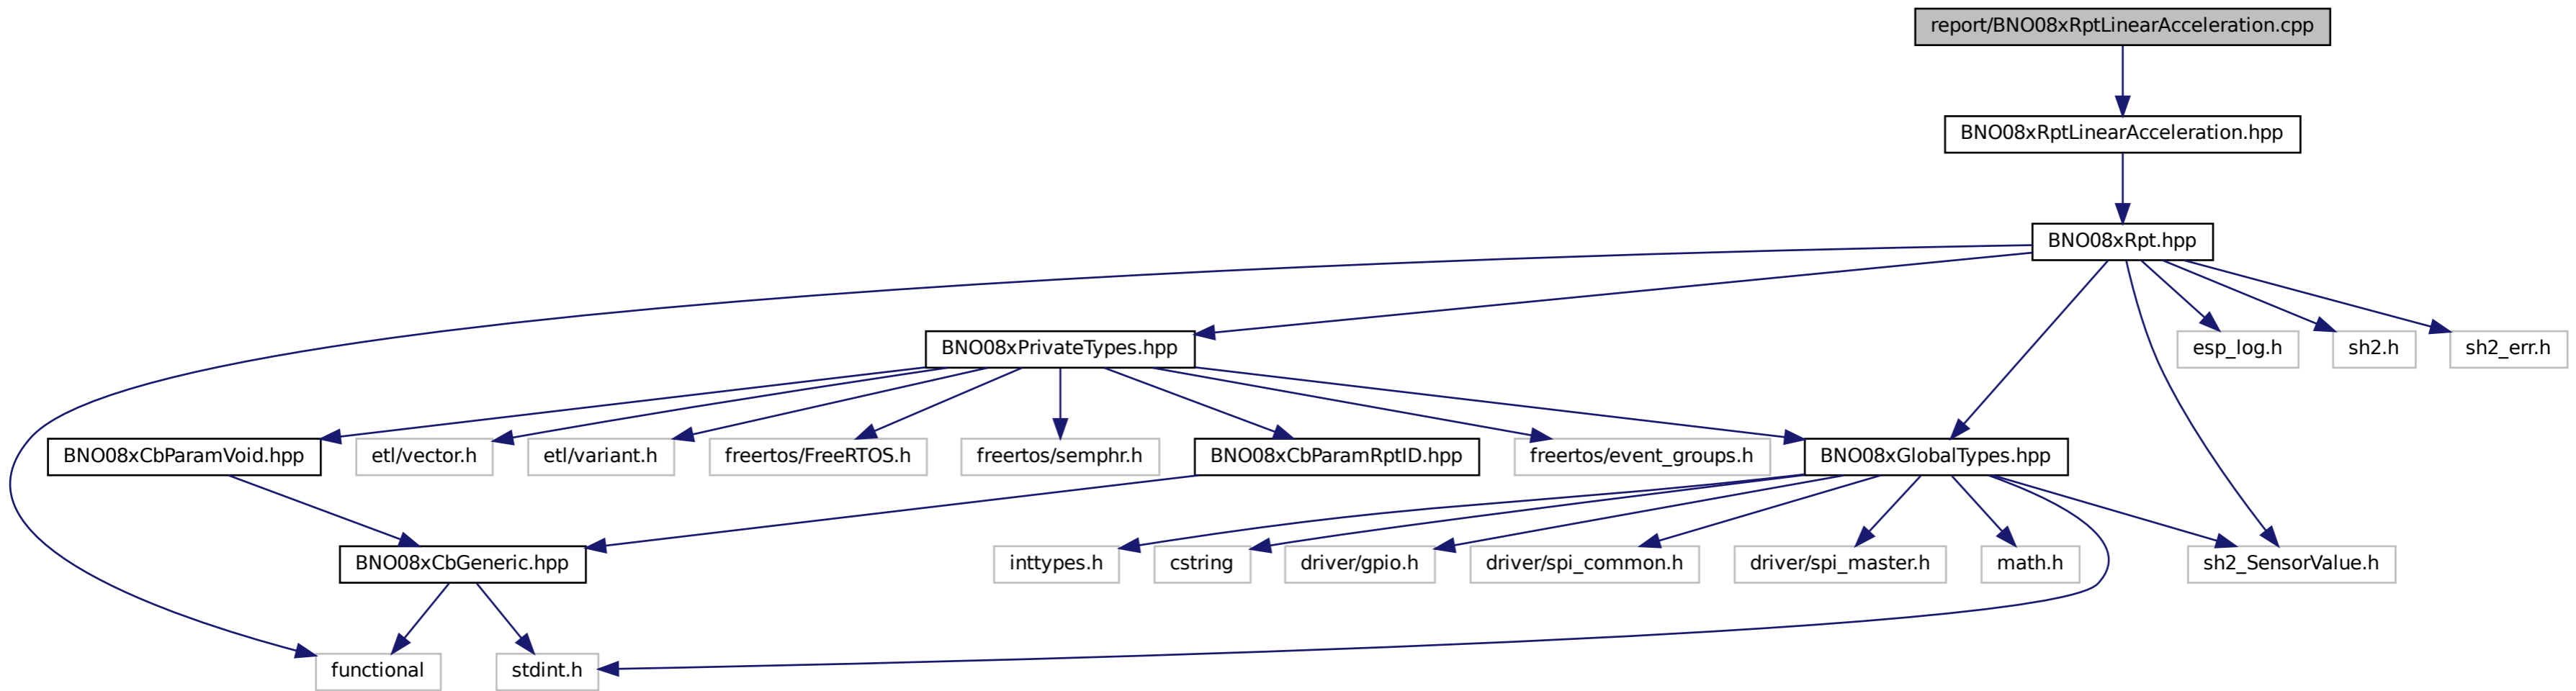 report/BNO08xRptLinearAcceleration.cpp
BNO08xRptLinearAcceleration.hpp
BNO08xRpt.hpp
BNO08xPrivateTypes.hpp
esp_log.h
sh2.h
sh2_err.h
BNO08xCbParamVoid.hpp
etl/vector.h
etl/variant.h
freertos/FreeRTOS.h
freertos/semphr.h
BNO08xCbParamRptID.hpp
freertos/event_groups.h
BNO08xGlobalTypes.hpp
BNO08xCbGeneric.hpp
inttypes.h
cstring
driver/gpio.h
driver/spi_common.h
driver/spi_master.h
math.h
sh2_SensorValue.h
functional
stdint.h